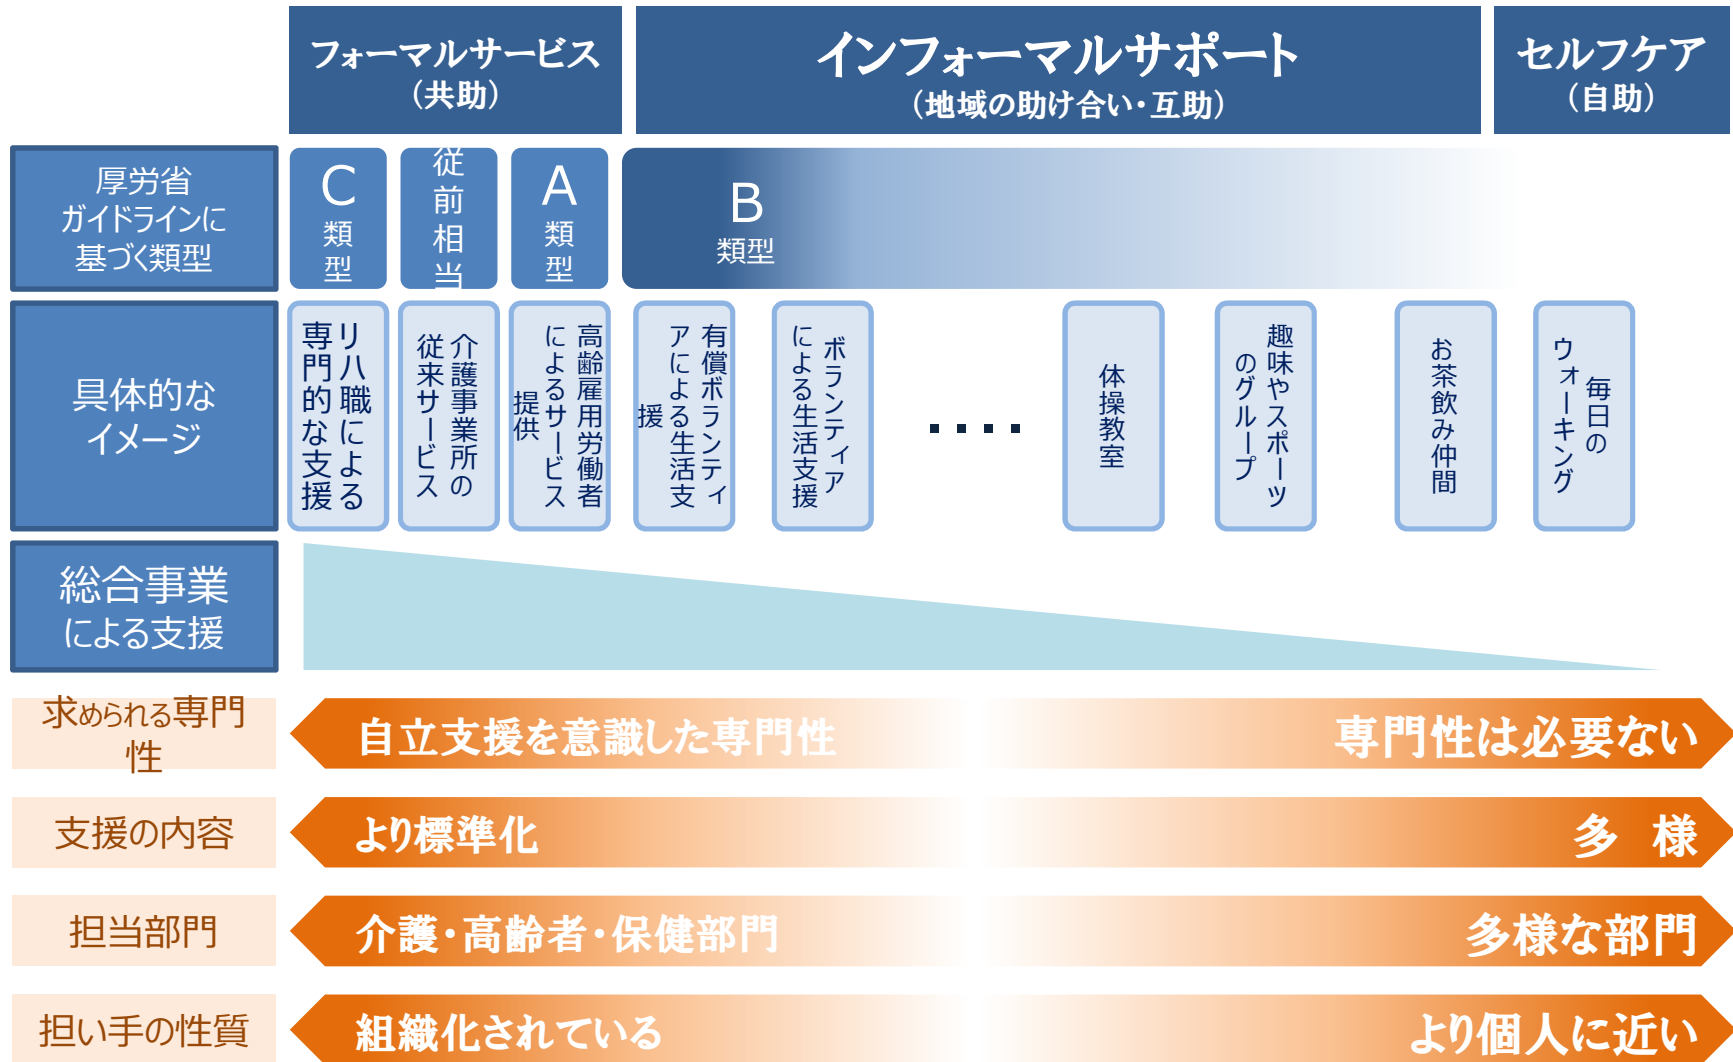 フォーマルサービス
（共助）
インフォーマルサポート
（地域の助け合い・互助）
セルフケア
（自助）
厚労省
ガイドラインに
基づく類型
C
類型
従前相当
A
類型
B
類型
具体的な
イメージ
リハ職による
専門的な支援
介護事業所の
従来サービス
高齢雇用労働者
によるサービス
提供
有償ボランティ
アによる生活支
援
ボランティア
による生活支援
....
体操教室
趣味やスポーツ
のグループ
お茶飲み仲間
毎日の
ウォーキング
総合事業
による支援
求められる専門
性
自立支援を意識した専門性
専門性は必要ない
支援の内容
より標準化
多　様
担当部門
介護・高齢者・保健部門
多様な部門
担い手の性質
組織化されている
より個人に近い